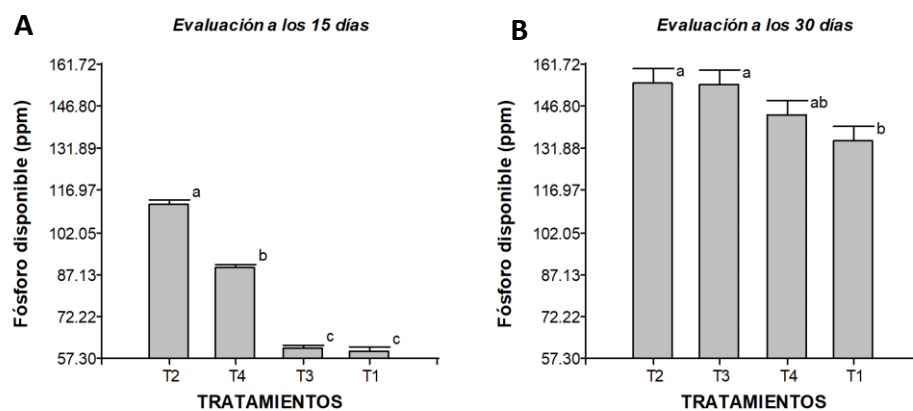 A
Evaluación a los 15 días
Fósforo disponible (ppm)
161.72
146.80
131.89
116.97
102.05
87.13
72.22
57.30
a
b
c
c
T2
T4
T3
T1
TRATAMIENTOS
B
Evaluación a los 30 días
Fósforo disponible (ppm)
161.72
146.80
131.88
116.97
102.05
87.13
72.22
57.30
a
a
ab
b
T2
T3
T4
T1
TRATAMIENTOS